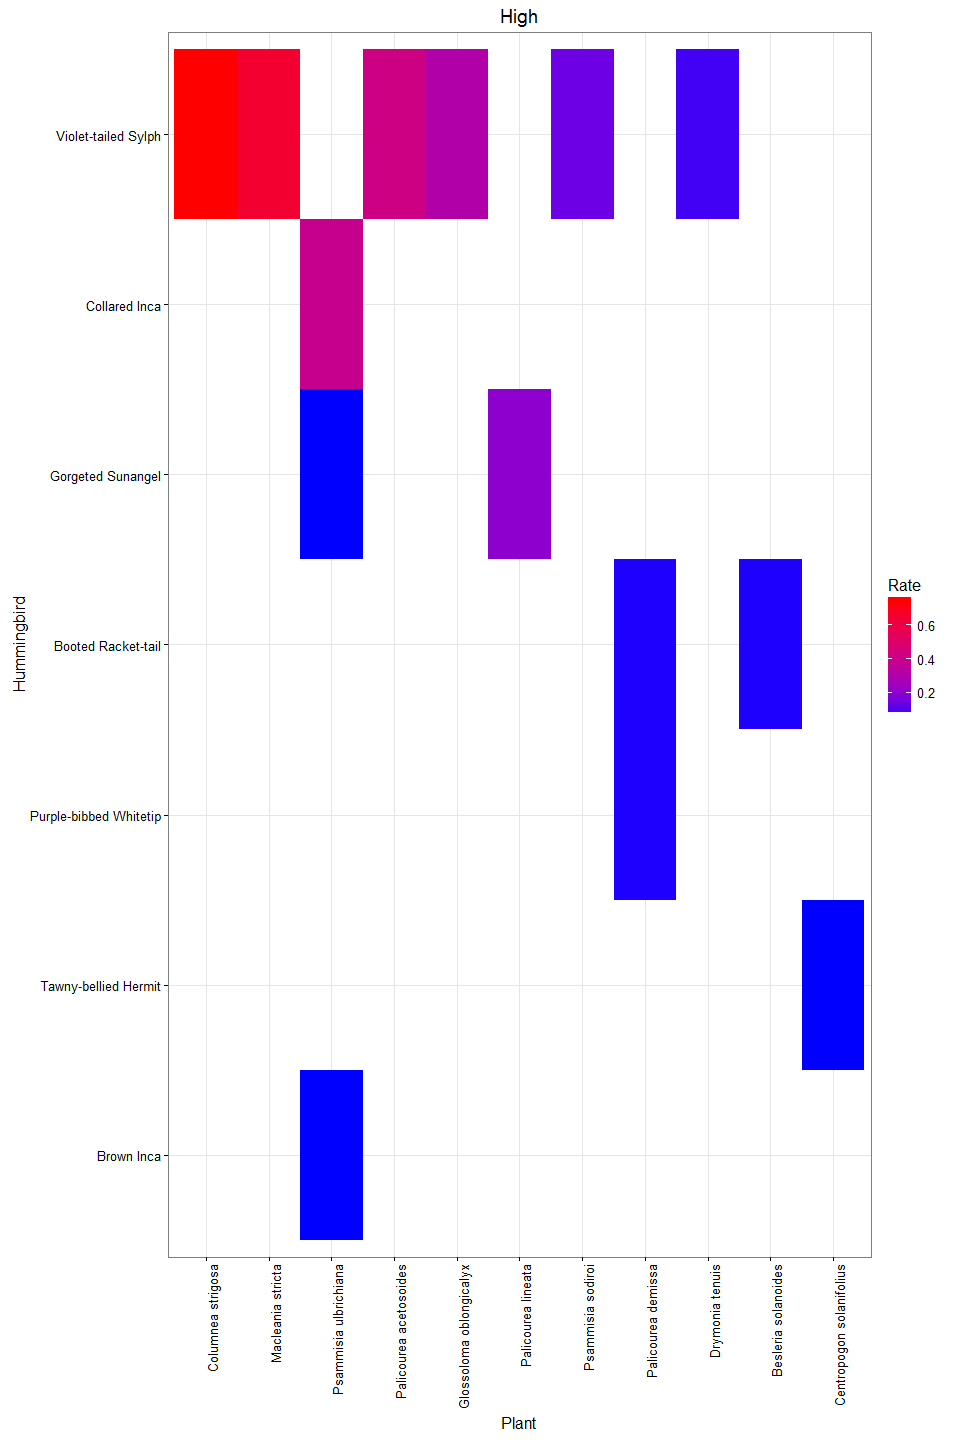 High
Violet-tailed Sylph
Collared Inca
Gorgeted Sunangel
Booted Racket-tail
Purple-bibbed Whitetip
Tawny-bellied Hermit
Brown Inca
Hummingbird
Rate
0.6
0.4
0.2
Columnea strigosa
Macleania stricta
Psammisia ulbrichiana
Palicourea acetosoides
Glossoloma oblongicalyx
Palicourea lineata
Psammisia sodiroi
Palicourea demissa
Drymonia tenuis
Besleria solanoides
Centropogon solanifolius
Plant